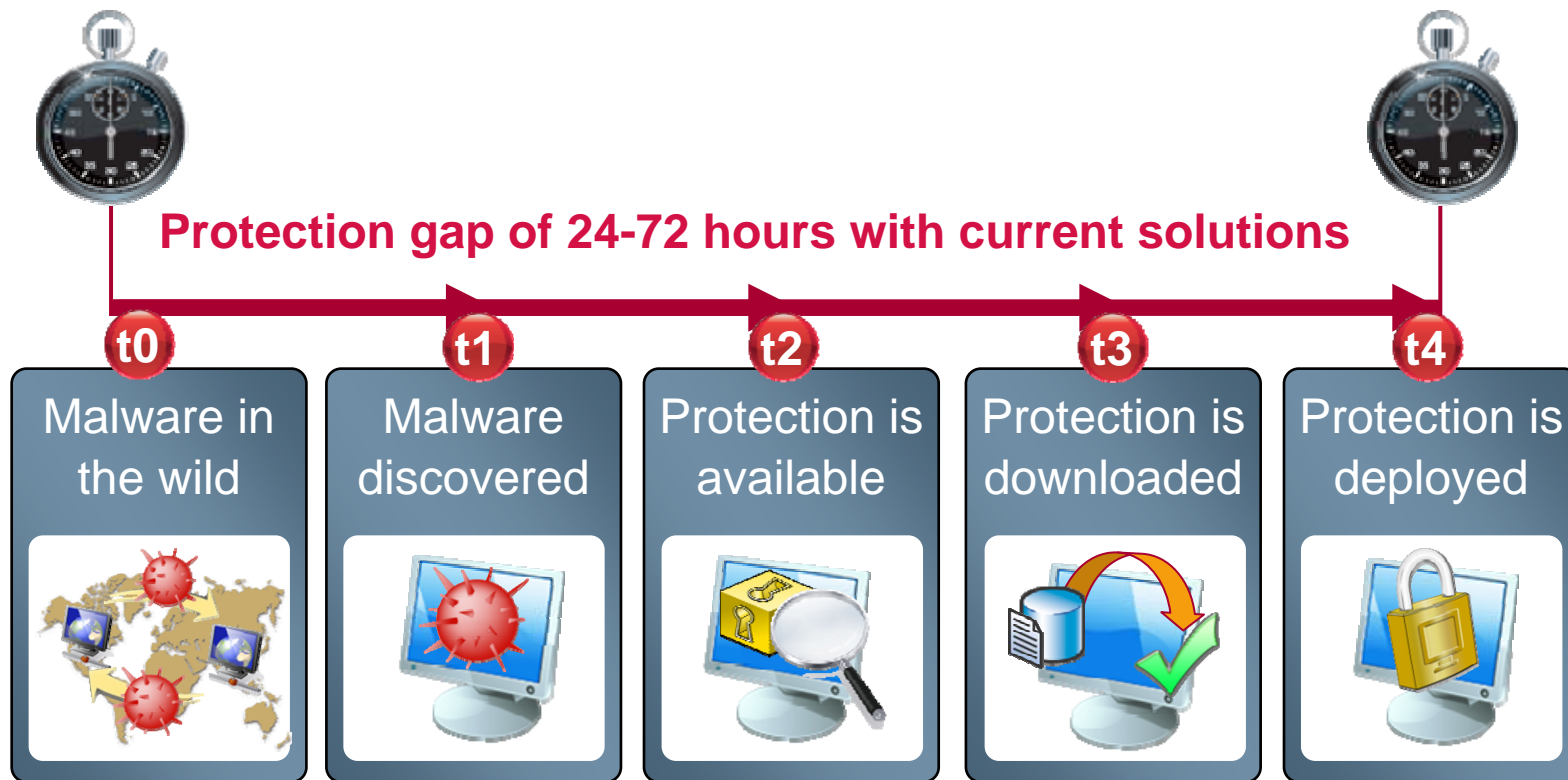 Protection gap of 24-72 hours with current solutions
t0
t1
t2
t3
t4
Malware in
the wild
Malware
discovered
Protection is
available
Protection is
downloaded
Protection is
deployed